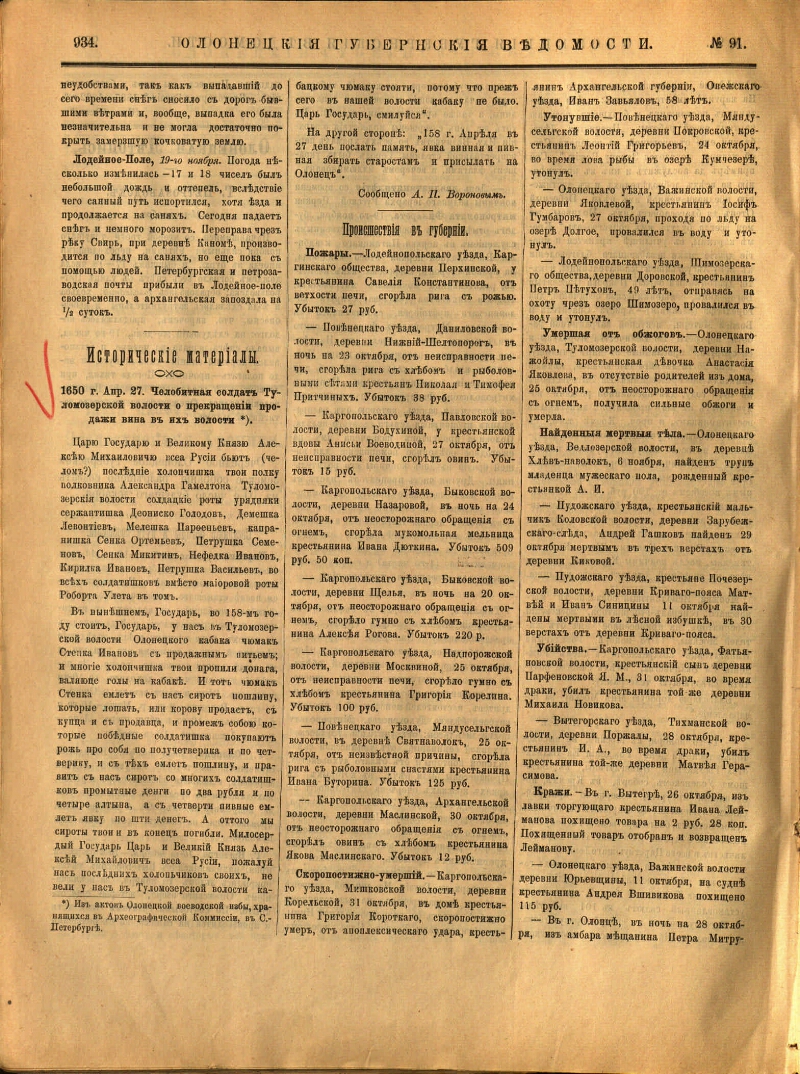 934.
ОЛОНЕЦКІЯ ГУБЕРНСКІЯ ВѢДОМОСТИ.
№ 91.
неудобствами, такъ какъ выпадавшій до
сего времени снѣгъ сносило съ дорогъ быв-
шими вѣтрами и, вообще, выпадка его была
незначительна и не могла достаточно по-
крыть замерзшую кочковатую землю.
Лодейное-Поле, 19-го ноября. Погода нѣ-
сколько измѣнилась—17 и 18 чиселъ былъ
небольшой дождь и оттепель, вслѣдствіе
чего санный путь испортился, хотя ѣзда и
продолжается на саняхъ. Сегодня падаетъ
снѣгъ и немного морозитъ. Переправа чрезъ
рѣку Свирь, при деревнѣ Каномѣ, произво-
дится по льду на саняхъ, но еще пока съ
помощью людей. Петербургская и петроза-
водская почты прибыли въ Лодейное-поле
своевременно, а архангельская запоздала на
1/2 сутокъ.
Историческіе матеріалы.
1650 г. Апр. 27. Челобитная солдатъ Ту-
ломозерской волости о прекращеніи про-
дажи вина въ ихъ волости *).
Царю Государю и Великому Князю Але-
ксѣю Михаиловичю всеа Русіи бьютъ (че-
ломъ?) послѣдніе холопчишка твои полку
полковника Александра Гамелтона Туломо-
зерскія волости солдацкіе роты урядники
сержантишка Деониско Голодовъ, Демешка
Левонтіевъ, Мелешка Парѳеньевъ, капра-
нишка Сенка Ортеньевъ, Петрушка Семе-
новъ, Сенка Микитинъ, Нефедка Ивановъ,
Кирилка Ивановъ, Петрушка Васильевъ, во
всѣхъ солдатишковъ вмѣсто маіоровой роты
Роборта Улета въ томъ.
Въ нынѣшнемъ, Государь, во 158-мъ го-
ду стоитъ, Государь, у насъ въ Туломозер-
ской волости Олонецкого кабака чюмакъ
Степка Ивановъ съ продажнымъ питьемъ;
и многіе холопчишка твои пропили донага,
валяюще голы на кабакѣ. И тотъ чюмакъ
Стенка емлетъ съ насъ сиротъ пошлину,
которые лошать, или корову продастъ, съ
купца и съ продавца, и промежъ собою ко-
торые побѣдные солдатишка покупаютъ
рожь про себя по получетверика и по чет-
верику, и съ тѣхъ емлетъ пошлину, и пра-
витъ съ насъ сиротъ со многихъ солдатиш-
ковъ промытные денги по два рубля и по
четыре алтына, а съ четверти пивные ем-
летъ явку по шти денегъ. А оттого мы
сироты твои и въ конецъ погибли. Милосер-
дый Государь Царь и Великій Князь Але-
ксѣй Михайловичъ всеа Русіи, пожалуй
насъ послѣднихъ холопьчиковъ своихъ, не
вели у насъ въ Туломозерской волости ка-
*) Изъ актовъ Олонецкой воеводской избы, хра-
нящихся въ Археографической Коммиссіи, въ С.-
Петербургѣ.
бацкому чюмаку стояти, потому что прежъ
сего въ нашей волости кабаку не было.
Царь Государь, смилуйся“.
На другой сторонѣ: „158 г. Апрѣля въ
27 день послать память, явка винная и пив-
ная збирать старостамъ и присылать на
Олонецъ“.
Сообщено А. П. Вороновымъ.
Происшествія въ губерніи.
Пожары.—Лодейнопольскаго уѣзда, Кар-
гинскаго общества, деревни Перхинской, у
крестьянина Савелія Константинова, отъ
ветхости печи, сгорѣла рига съ рожью.
Убытокъ 27 руб.
— Повѣнецкаго уѣзда, Даниловской во-
лости, деревни Нижній-Шелтопорогъ, въ
ночь на 23 октября, отъ неисправности пе-
чи, сгорѣла рига съ хлѣбомъ и рыболов-
ными сѣтами крестьянъ Николая и Тимофея
Притчиныхъ. Убытокъ 38 руб.
— Каргопольскаго уѣзда, Павловской во-
лости, деревни Бодухиной, у крестьянской
вдовы Анисьи Воеводиной, 27 октября, отъ
неисправности печи, сгорѣлъ овинъ. Убы-
токъ 15 руб.
— Каргопольскаго уѣзда, Быковской во-
лости, деревни Назаровой, въ ночь на 24
октября, отъ неосторожнаго обращенія съ
огнемъ, сгорѣла мукомольная мельница
крестьянина Ивана Дюткина. Убытокъ 509
руб. 50 коп.
— Каргопольскаго уѣзда, Быковской во-
лости, деревни Щелья, въ ночь на 20 ок-
тября, отъ неосторожнаго обращенія съ ог-
немъ, сгорѣло гумно съ хлѣбомъ крестья-
нина Алексѣя Рогова. Убытокъ 220 р.
— Каргопольскаго уѣзда, Надпорожской
волости, деревни Москвиной, 25 октября,
отъ неисправности печи, сгорѣло гумно съ
хлѣбомъ крестьянина Григорія Корелина.
Убытокъ 100 руб.
— Повѣнецкаго уѣзда, Мяндусельгской
волости, въ деревнѣ Святнаволокъ, 25 ок-
тября, отъ неизвѣстной причины, сгорѣла
рига съ рыболовными снастями крестьянина
Ивана Буторина. Убытокъ 125 руб.
— Каргопольскаго уѣзда, Архангельской
волости, деревни Маслинской, 30 октября,
отъ неосторожнаго обращенія съ огнемъ,
сгорѣлъ овинъ съ хлѣбомъ крестьянина
Якова Маслинскаго. Убытокъ 12 руб.
Скоропостижно-умершій.—Каргопольска-
го уѣзда, Мишковской волости, деревни
Корельской, 31 октября, въ домѣ крестья-
нина Григорія Короткаго, скоропостижно
умеръ, отъ апоплексическаго удара, кресть-
янинъ Архангельской губерніи, Онежскаго
уѣзда, Иванъ Завьяловъ, 58 лѣтъ.
Утонувшіе.—Повѣнецкаго уѣзда, Мянду-
сельгской волости, деревни Покровской, кре-
стьянинъ Леонтій Григорьевъ, 24 октября,
во время лова рыбы въ озерѣ Кумчезерѣ,
утонулъ.
— Олонецкаго уѣзда, Важинской волости,
деревни Яковлевой, крестьянинъ Іосифъ
Гумбаровъ, 27 октября, проходя по льду на
озерѣ Долгое, провалился въ воду и уто-
нулъ.
— Лодейнопольскаго уѣзда, Шимозерска-
го общества, деревни Доровской, крестьянинъ
Петръ Пѣтуховъ, 49 лѣтъ, отправясь на
охоту чрезъ озеро Шимозеро, провалился въ
воду и утонулъ.
Умершая отъ обжоговъ.—Олонецкаго
уѣзда, Туломозерской волости, деревни На-
жойлы, крестьянская дѣвочка Анастасія
Яковлева, въ отсутствіе родителей изъ дома,
25 октября, отъ неосторожнаго обращенія
съ огнемъ, получила сильные обжоги и
умерла.
Найденныя мертвыя тѣла.—Олонецкаго
уѣзда, Ведлозерской волости, въ деревнѣ
Хлѣвъ-наволокъ, 6 ноября, найденъ трупъ
младенца мужескаго пола, рожденный кре-
стьянкой А. И.
— Пудожскаго уѣзда, крестьянскій маль-
чикъ Коловской волости, деревни Зарубеж-
скаго-слѣда, Андрей Гашковъ найденъ 29
октября мертвымъ въ трехъ верстахъ отъ
деревни Киковой.
— Пудожскаго уѣзда, крестьяне Почезер-
ской волости, деревни Криваго-пояса Мат-
вѣй и Иванъ Синицины 11 октября най-
дены мертвыми въ лѣсной избушкѣ, въ 30
верстахъ отъ деревни Криваго-пояса.
Убійства.—Каргопольскаго уѣзда, Фатья-
новской волости, крестьянскій сынъ деревни
Парфеновской Я. М., 31 октября, во время
драки, убилъ крестьянина той же деревни
Михаила Новикова.
— Вытегорскаго уѣзда, Тихманской во-
лости, деревни Поржалы, 28 октября, кре-
стьянинъ И. А., во время драки, убилъ
крестьянина той-же деревни Матвѣя Гера-
симова.
Кражи.—Въ г. Вытегрѣ, 26 октября, изъ
лавки торгующаго крестьянина Ивана Лей-
манова похищено товара на 2 руб. 28 коп.
Похищенный товаръ отобранъ и возвращенъ
Лейманову.
— Олонецкаго уѣзда, Важинской волости
деревни Юрьевщины, 11 октября, на суднѣ
крестьянина Андрея Вшивикова похищено
115 руб.
— Въ г. Олонцѣ, въ ночь на 28 октяб-
ря, изъ амбара мѣщанина Петра Митру-